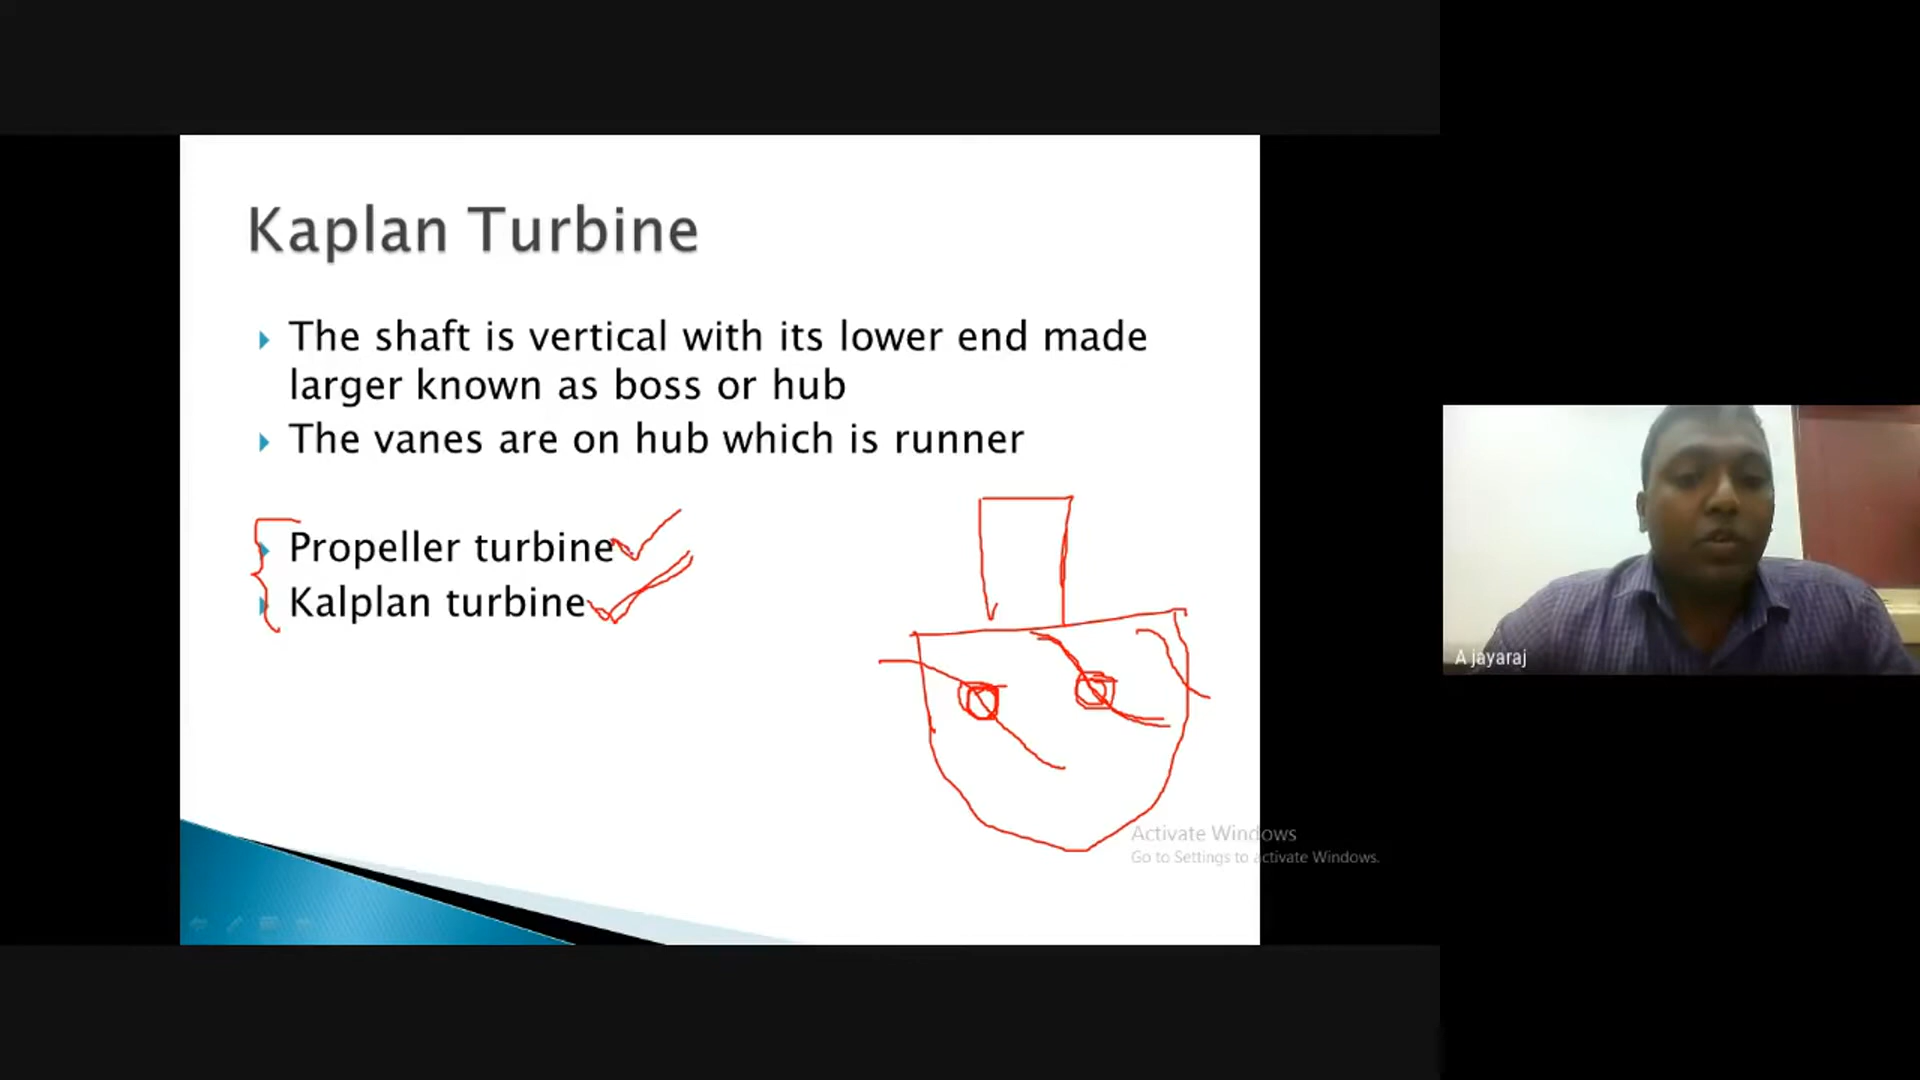 Kaplan Turbine
The shaft is vertical with its lower end made
larger known as boss or hub
The vanes are on hub which is runner
Propeller turbine
Kalplan turbine
A jayaraj
Activate Windows
Go to Settings to activate Windows.